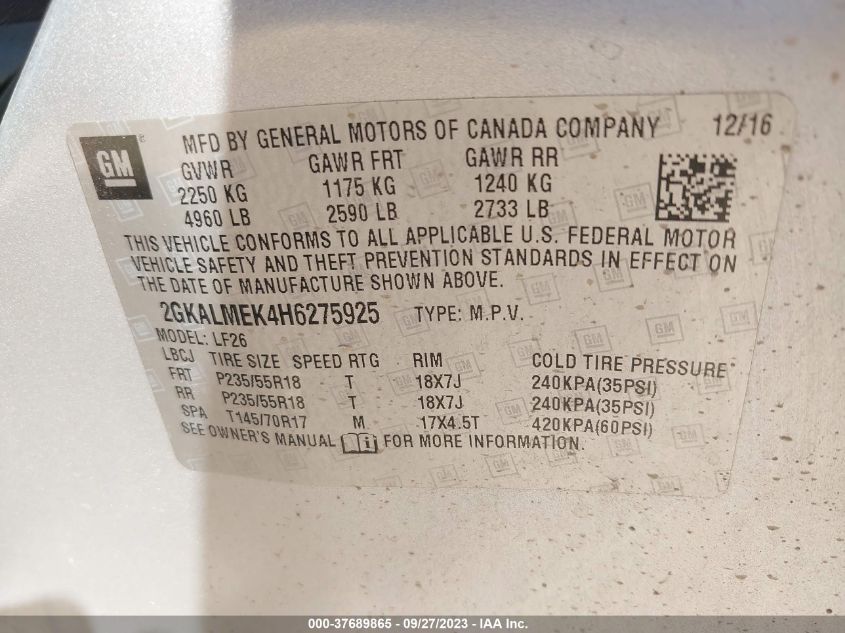 GM MFD BY GENERAL MOTORS OF CANADA COMPANY 12/16
GVWR GAWR FRT GAWR RR
2250 KG 1175 KG 1240 KG
4960 LB 2590 LB 2733 LB
THIS VEHICLE CONFORMS TO ALL APPLICABLE U.S. FEDERAL MOTOR
VEHICLE SAFETY AND THEFT PREVENTION STANDARDS IN EFFECT ON
THE DATE OF MANUFACTURE SHOWN ABOVE.
2GKALMEK4H6275925 TYPE: M.P.V.
MODEL: LF26
LBCJ TIRE SIZE SPEED RTG RIM COLD TIRE PRESSURE
FRT P235/55R18 T 18X7J 240KPA(35PSI)
RR P235/55R18 T 18X7J 240KPA(35PSI)
SPA T145/70R17 M 17X4.5T 420KPA(60PSI)
SEE OWNER'S MANUAL FOR MORE INFORMATION.
000-37689865 / 09/27/2023 - IAA Inc.